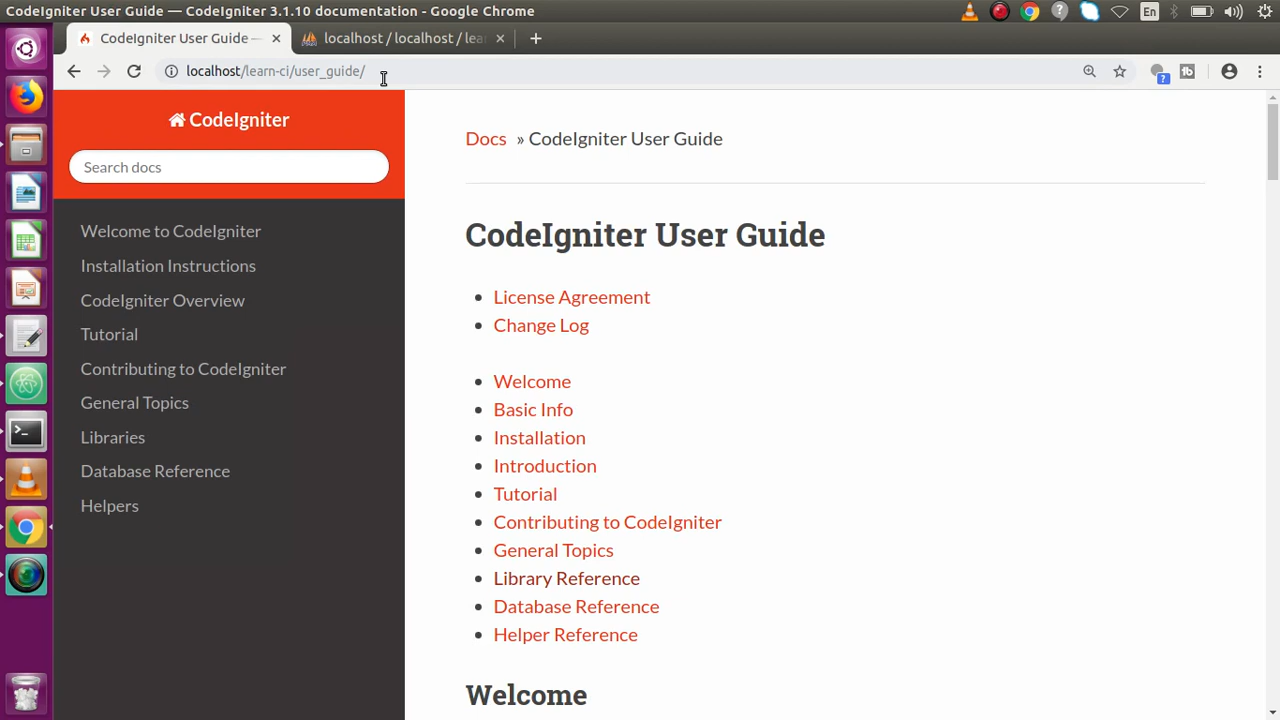 CodeIgniter User Guide — CodeIgniter 3.1.10 documentation - Google Chrome
En
CodeIgniter User Guide —
localhost / localhost / lea
localhost/learn-ci/user_guide/
CodeIgniter
Search docs
Welcome to CodeIgniter
Installation Instructions
CodeIgniter Overview
Tutorial
Contributing to CodeIgniter
General Topics
Libraries
Database Reference
Helpers
Docs » CodeIgniter User Guide
CodeIgniter User Guide
License Agreement
Change Log
Welcome
Basic Info
Installation
Introduction
Tutorial
Contributing to CodeIgniter
General Topics
Library Reference
Database Reference
Helper Reference
Welcome